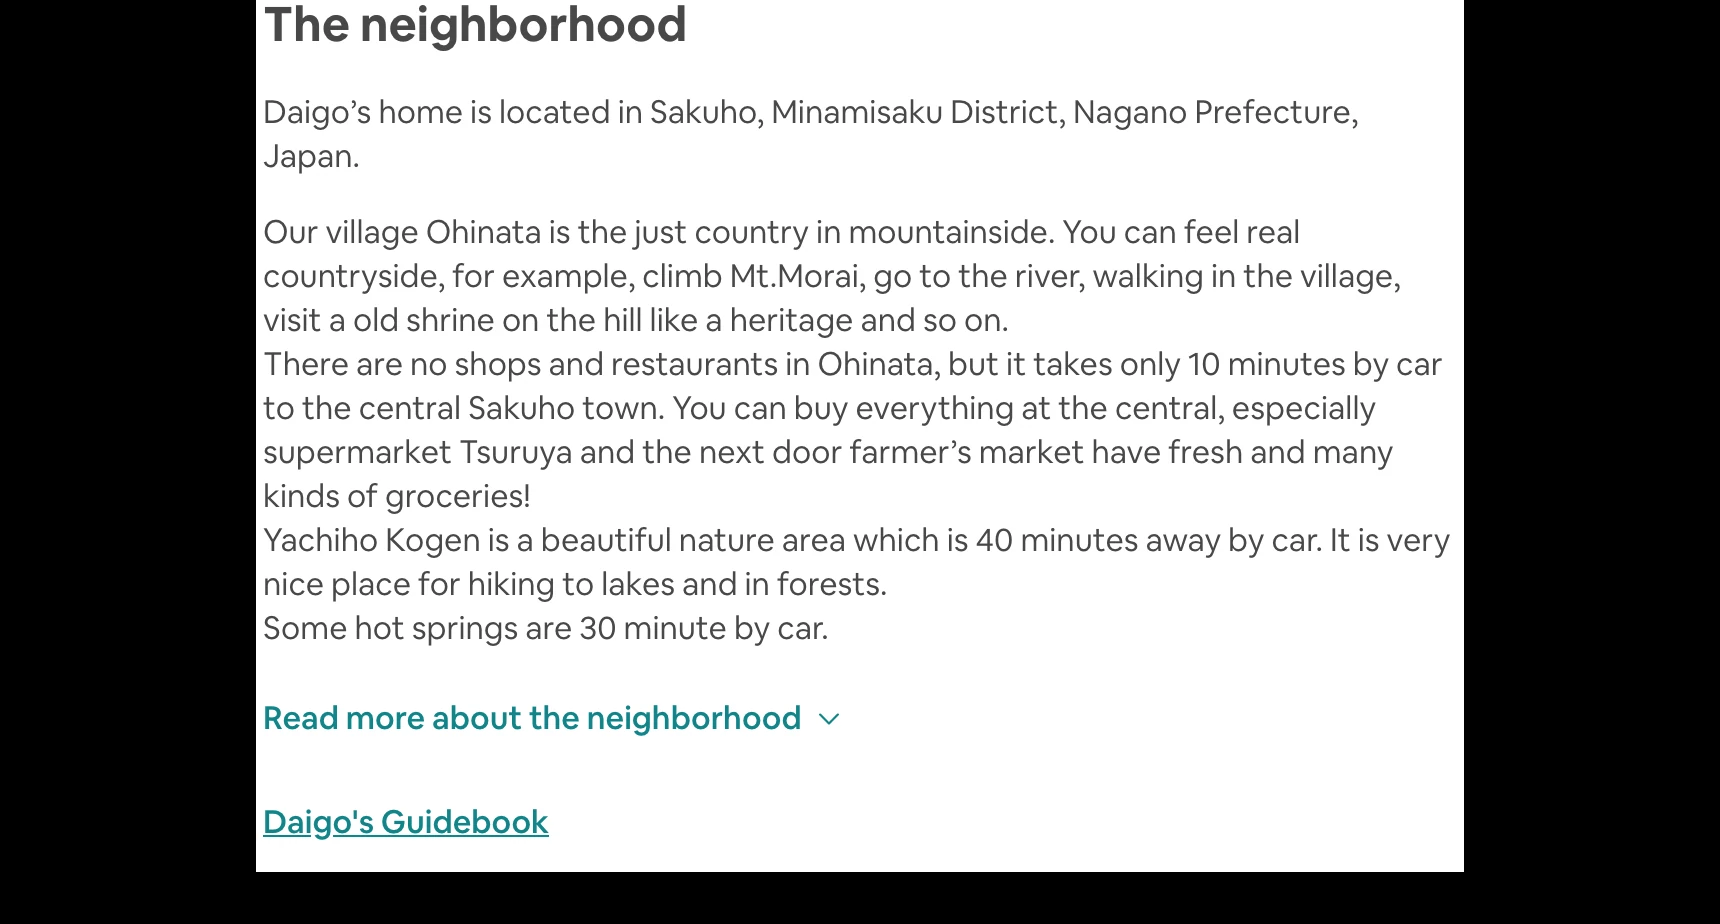 The neighborhood
Daigo’s home is located in Sakuho, Minamisaku District, Nagano Prefecture,
Japan.
Our village Ohinata is the just country in mountainside. You can feel real
countryside, for example, climb Mt.Morai, go to the river, walking in the village,
visit a old shrine on the hill like a heritage and so on.
There are no shops and restaurants in Ohinata, but it takes only 10 minutes by car
to the central Sakuho town. You can buy everything at the central, especially
supermarket Tsuruya and the next door farmer’s market have fresh and many
kinds of groceries!
Yachiho Kogen is a beautiful nature area which is 40 minutes away by car. It is very
nice place for hiking to lakes and in forests.
Some hot springs are 30 minute by car.
Read more about the neighborhood
Daigo's Guidebook